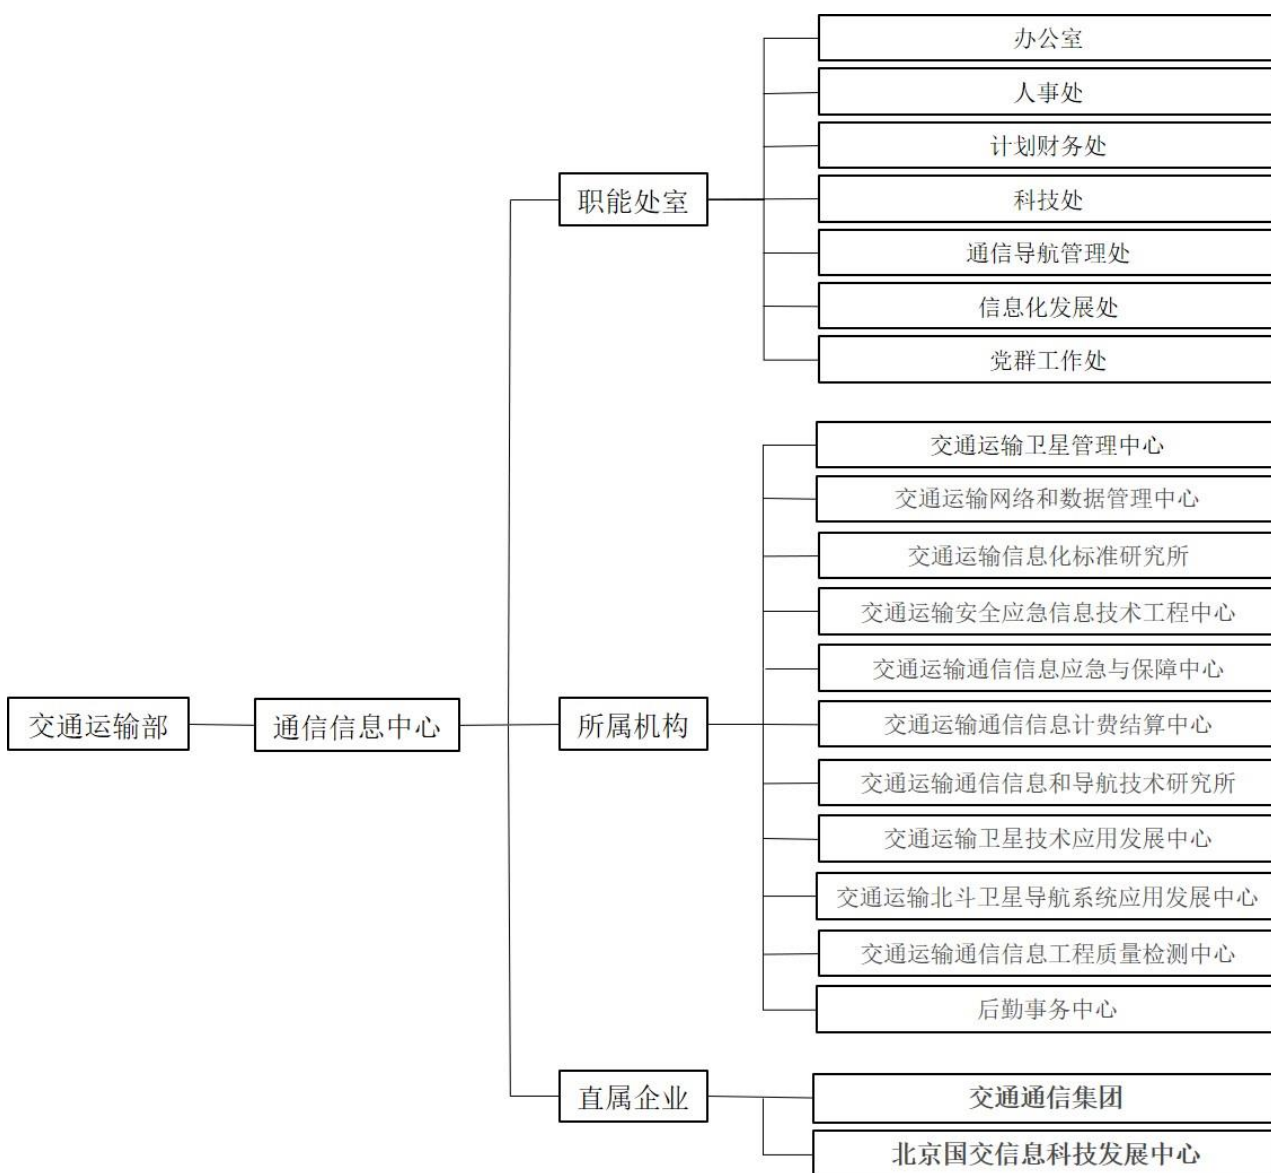 交通运输部
通信信息中心
职能处室
办公室
人事处
计划财务处
科技处
通信导航管理处
信息化发展处
党群工作处
所属机构
交通运输卫星管理中心
交通运输网络和数据管理中心
交通运输信息化标准研究所
交通运输安全应急信息技术工程中心
交通运输通信信息应急与保障中心
交通运输通信信息计费结算中心
交通运输通信信息和导航技术研究所
交通运输卫星技术应用发展中心
交通运输北斗卫星导航系统应用发展中心
交通运输通信信息工程质量检测中心
后勤事务中心
直属企业
交通通信集团
北京国交信息科技发展中心